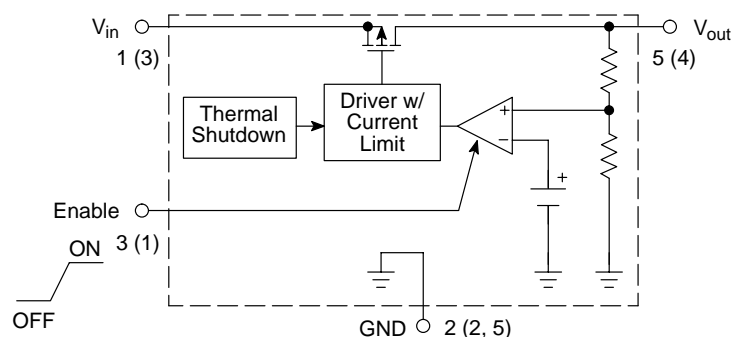 Vin
1 (3)
Vout
5 (4)
Thermal
Shutdown
Driver w/
Current
Limit
+
−
+
Enable
3 (1)
ON
OFF
GND
2 (2, 5)